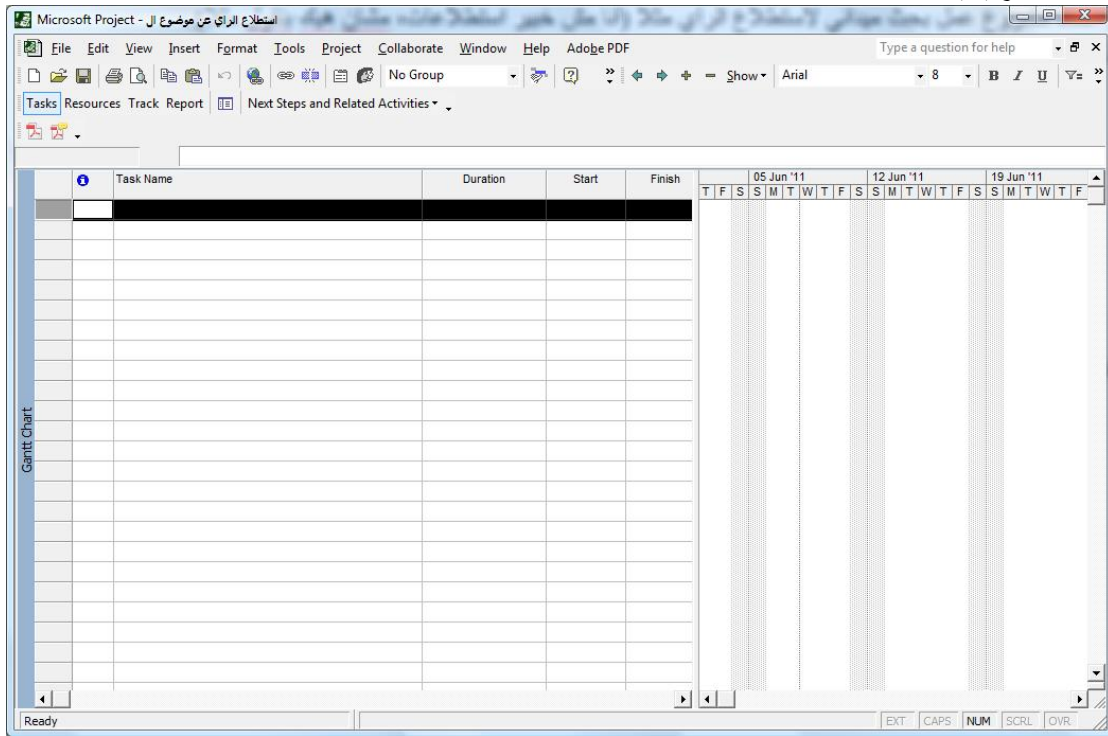 Microsoft Project - استطلاع الراي عن موضوع ال
File Edit View Insert Format Tools Project Collaborate Window Help Adobe PDF Type a question for help
No Group Show Arial 8 B I U
Tasks Resources Track Report Next Steps and Related Activities
Task Name Duration Start Finish 05 Jun '11 12 Jun '11 19 Jun '11
T F S S M T W T F S S M T W T F S S M T W T F
Gantt Chart
Ready EXT CAPS NUM SCRL OVR